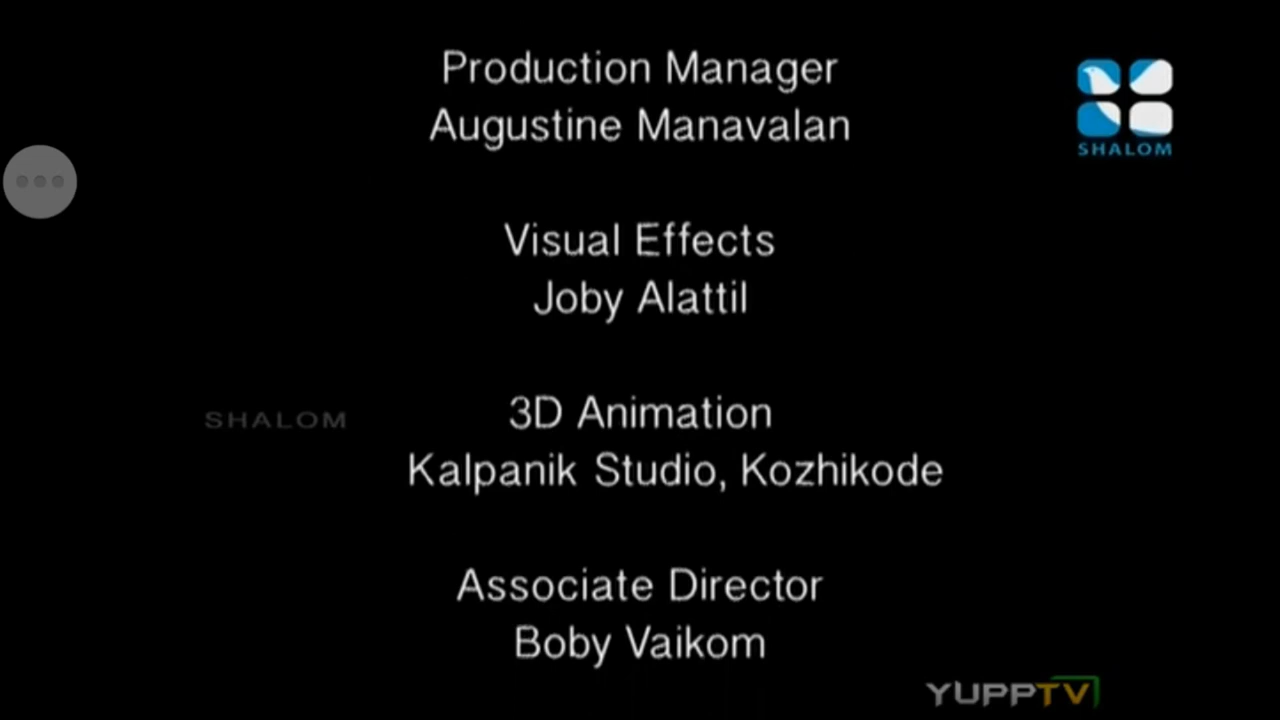 Production Manager
Augustine Manavalan
SHALOM
Visual Effects
Joby Alattil
3D Animation
SHALOM
Kalpanik Studio, Kozhikode
Associate Director
Boby Vaikom
YUPPTV